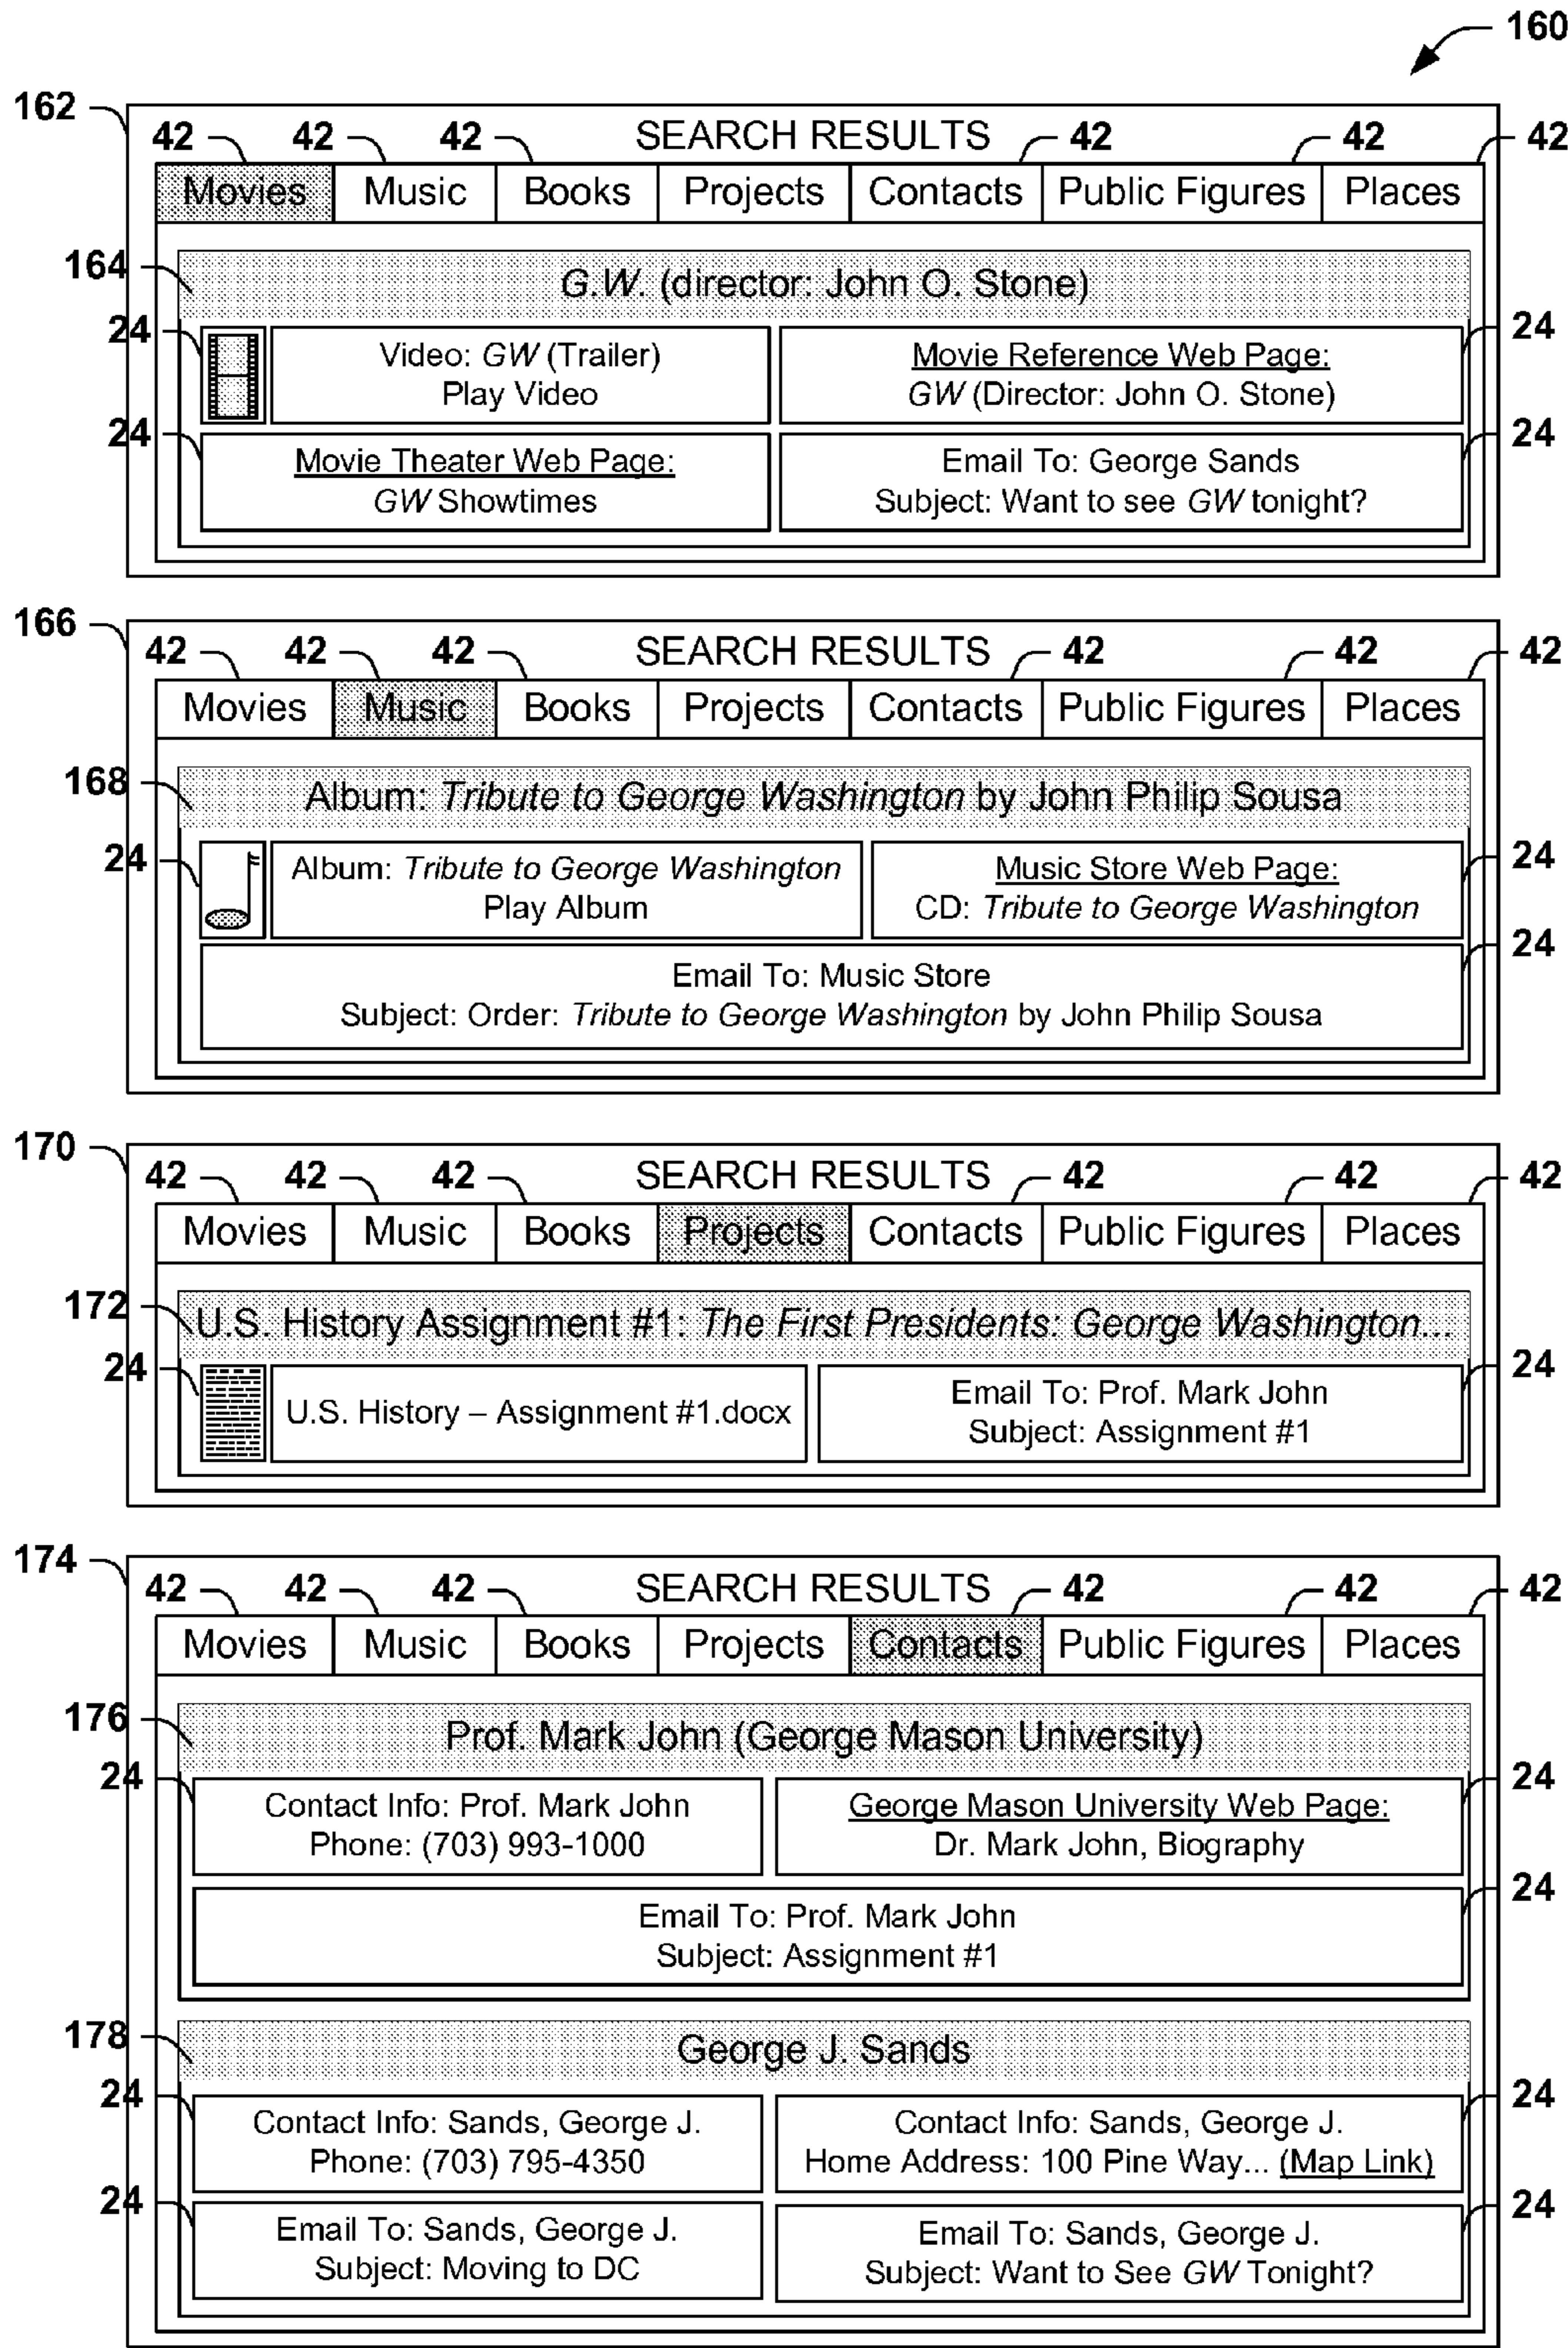 160
162
SEARCH RESULTS
42 42 42 42 42 42
Movies Music Books Projects Contacts Public Figures Places
164
G.W. (director: John O. Stone)
24 24
Video: GW (Trailer)
Play Video
Movie Reference Web Page:
GW (Director: John O. Stone)
24 24
Movie Theater Web Page:
GW Showtimes
Email To: George Sands
Subject: Want to see GW tonight?
166
SEARCH RESULTS
42 42 42 42 42 42
Movies Music Books Projects Contacts Public Figures Places
168
Album: Tribute to George Washington by John Philip Sousa
24 24
Album: Tribute to George Washington
Play Album
Music Store Web Page:
CD: Tribute to George Washington
24
Email To: Music Store
Subject: Order: Tribute to George Washington by John Philip Sousa
170
SEARCH RESULTS
42 42 42 42 42 42
Movies Music Books Projects Contacts Public Figures Places
172
U.S. History Assignment #1: The First Presidents: George Washington...
24 24
U.S. History – Assignment #1.docx
Email To: Prof. Mark John
Subject: Assignment #1
174
SEARCH RESULTS
42 42 42 42 42 42
Movies Music Books Projects Contacts Public Figures Places
176
Prof. Mark John (George Mason University)
24 24
Contact Info: Prof. Mark John
Phone: (703) 993-1000
George Mason University Web Page:
Dr. Mark John, Biography
24
Email To: Prof. Mark John
Subject: Assignment #1
178
George J. Sands
24 24
Contact Info: Sands, George J.
Phone: (703) 795-4350
Contact Info: Sands, George J.
Home Address: 100 Pine Way... (Map Link)
24 24
Email To: Sands, George J.
Subject: Moving to DC
Email To: Sands, George J.
Subject: Want to See GW Tonight?